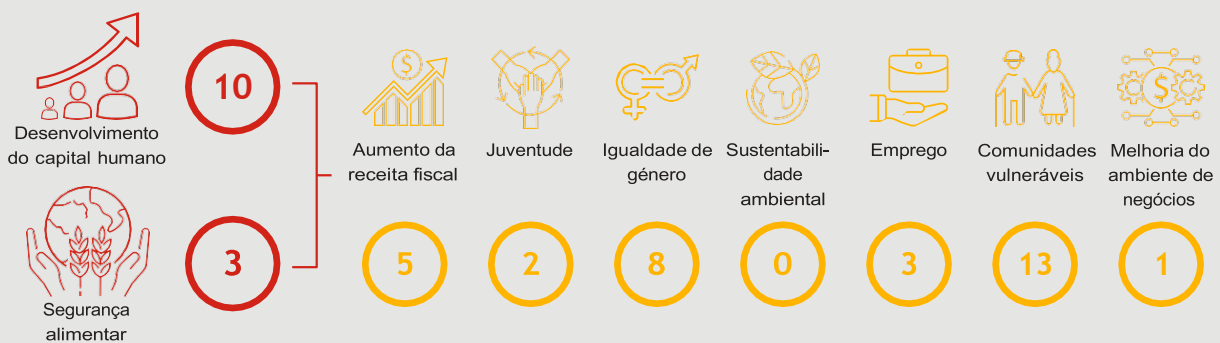 10
Desenvolvimento
do capital humano
3
Segurança
alimentar
$
Aumento da
receita fiscal
5
Juventude
2
Igualdade de
género
8
Sustentabili-
dade
ambiental
0
Emprego
3
Comunidades
vulneráveis
13
$
Melhoria do
ambiente de
negócios
1